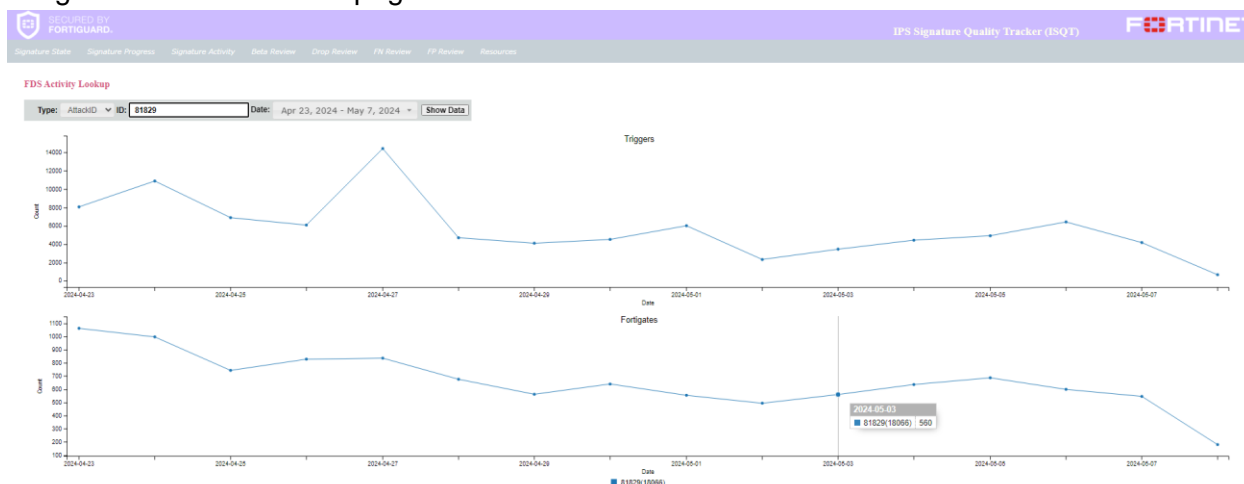 SECURED BY
FORTIGUARD.
IPS Signature Quality Tracker (ISQT)
FORTINET
Signature State Signature Progress Signature Activity Beta Review Drop Review FN Review FP Review Resources
FDS Activity Lookup
Type: AttackID ID: 81829 Date: Apr 23, 2024 - May 7, 2024 Show Data
Triggers
14000
12000
10000
8000
6000
4000
2000
0
Count
2024-04-23 2024-04-25 2024-04-27 2024-04-29 2024-05-01 2024-05-03 2024-05-05 2024-05-07
Date
Fortigates
1100
1000
900
800
700
600
500
400
300
200
100
Count
2024-05-03
81829(18066) 560
2024-04-23 2024-04-25 2024-04-27 2024-04-29 2024-05-01 2024-05-03 2024-05-05 2024-05-07
Date
81829(18066)